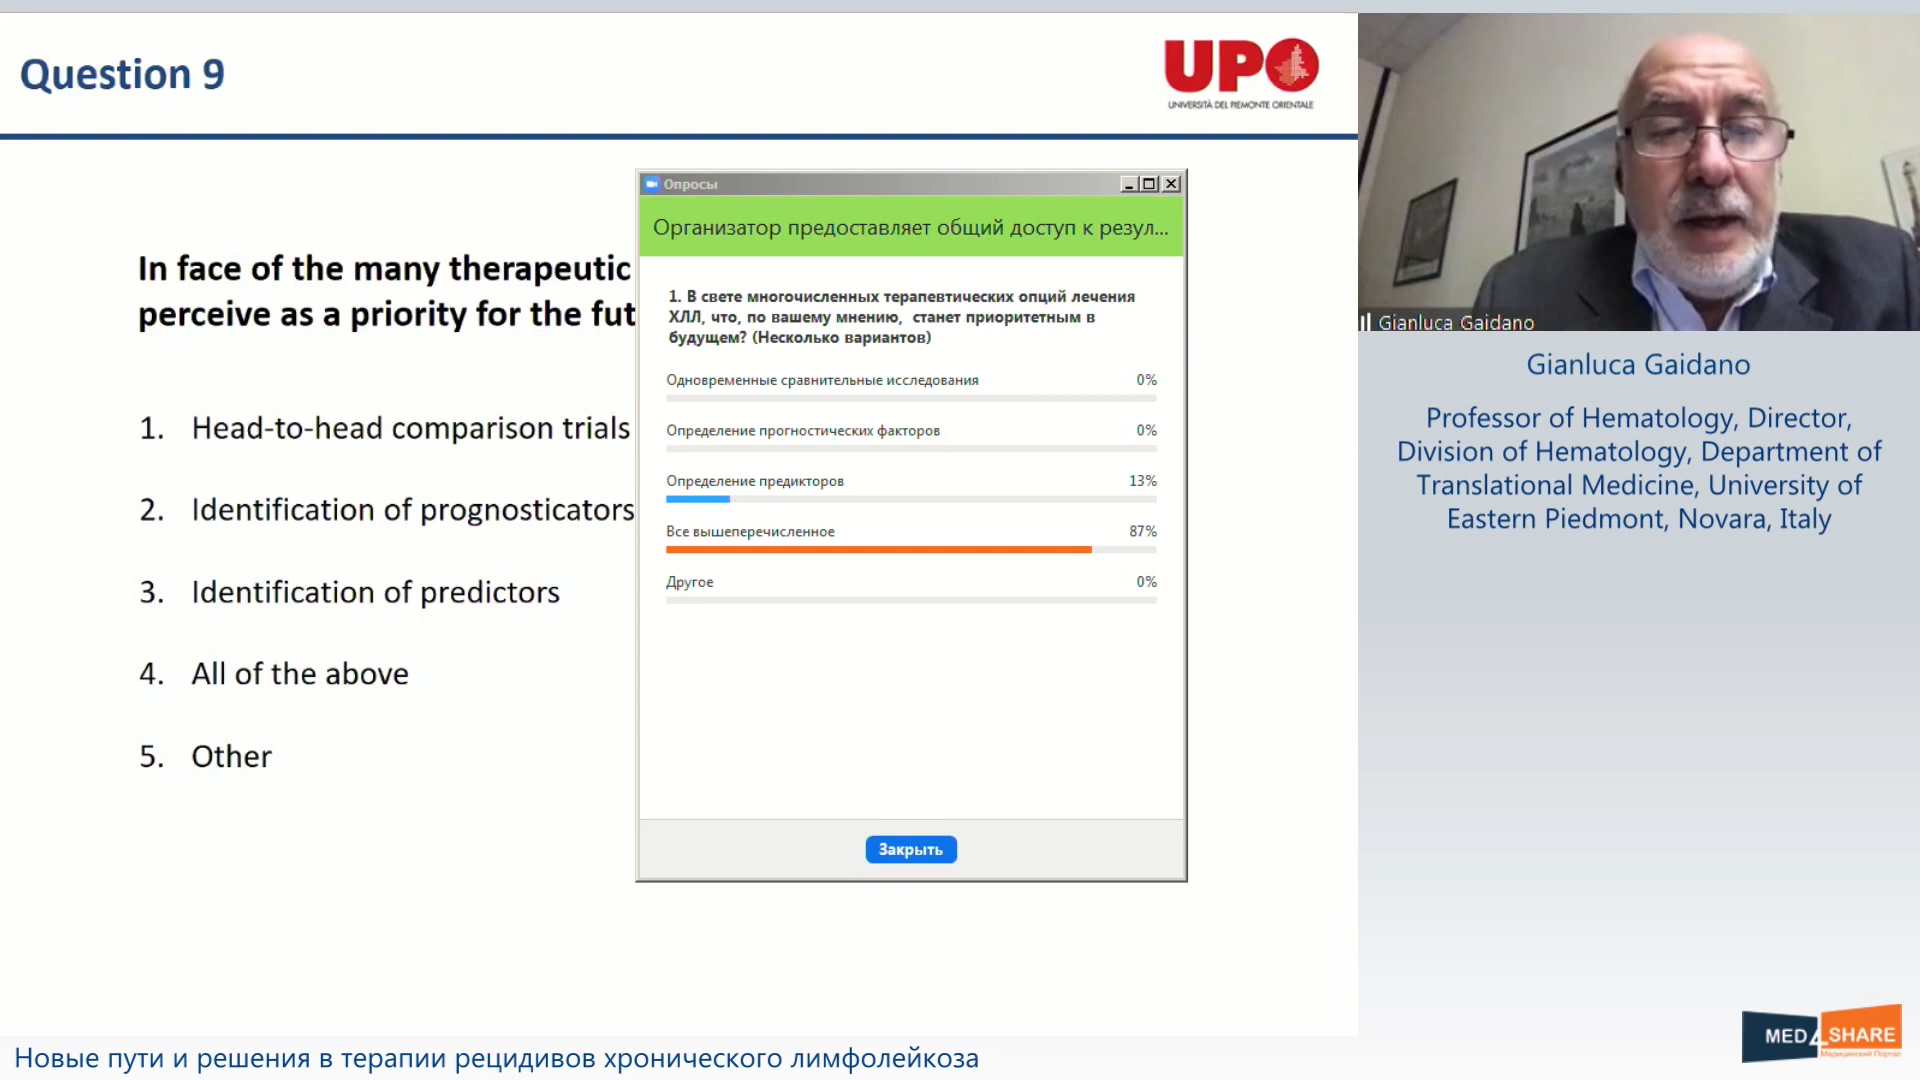 Question 9
UPO
UNIVERSITÀ DEL PIEMONTE ORIENTALE
In face of the many therapeutic
perceive as a priority for the fut
1. Head-to-head comparison trials
2. Identification of prognosticators
3. Identification of predictors
4. All of the above
5. Other
Опросы
Организатор предоставляет общий доступ к резул...
1. В свете многочисленных терапевтических опций лечения
ХЛЛ, что, по вашему мнению, станет приоритетным в
будущем? (Несколько вариантов)
Одновременные сравнительные исследования 0%
Определение прогностических факторов 0%
Определение предикторов 13%
Все вышеперечисленное 87%
Другое 0%
Закрыть
Gianluca Gaidano
Gianluca Gaidano
Professor of Hematology, Director,
Division of Hematology, Department of
Translational Medicine, University of
Eastern Piedmont, Novara, Italy
MED4SHARE
Медицинский Портал
Новые пути и решения в терапии рецидивов хронического лимфолейкоза